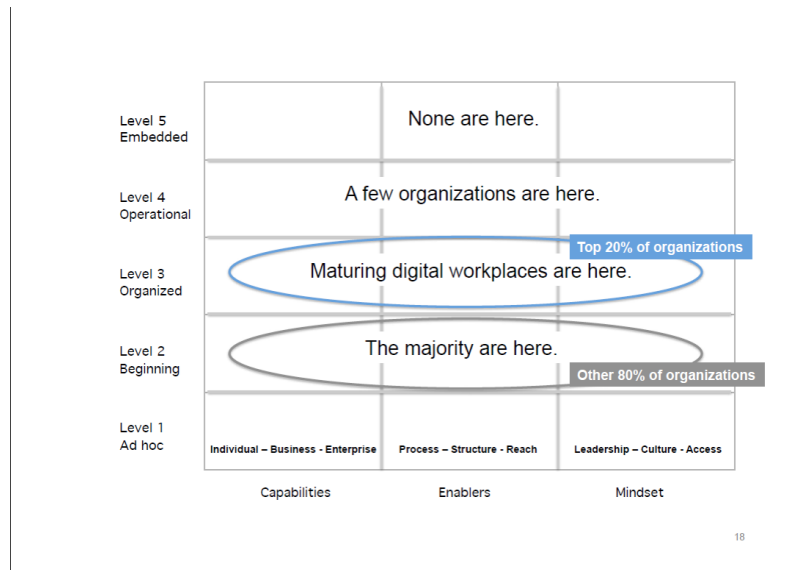 Level 5
Embedded
None are here.
Level 4
Operational
A few organizations are here.
Top 20% of organizations
Level 3
Organized
Maturing digital workplaces are here.
Level 2
Beginning
The majority are here.
Other 80% of organizations
Level 1
Ad hoc
Individual – Business - Enterprise
Process – Structure - Reach
Leadership – Culture - Access
Capabilities
Enablers
Mindset
18